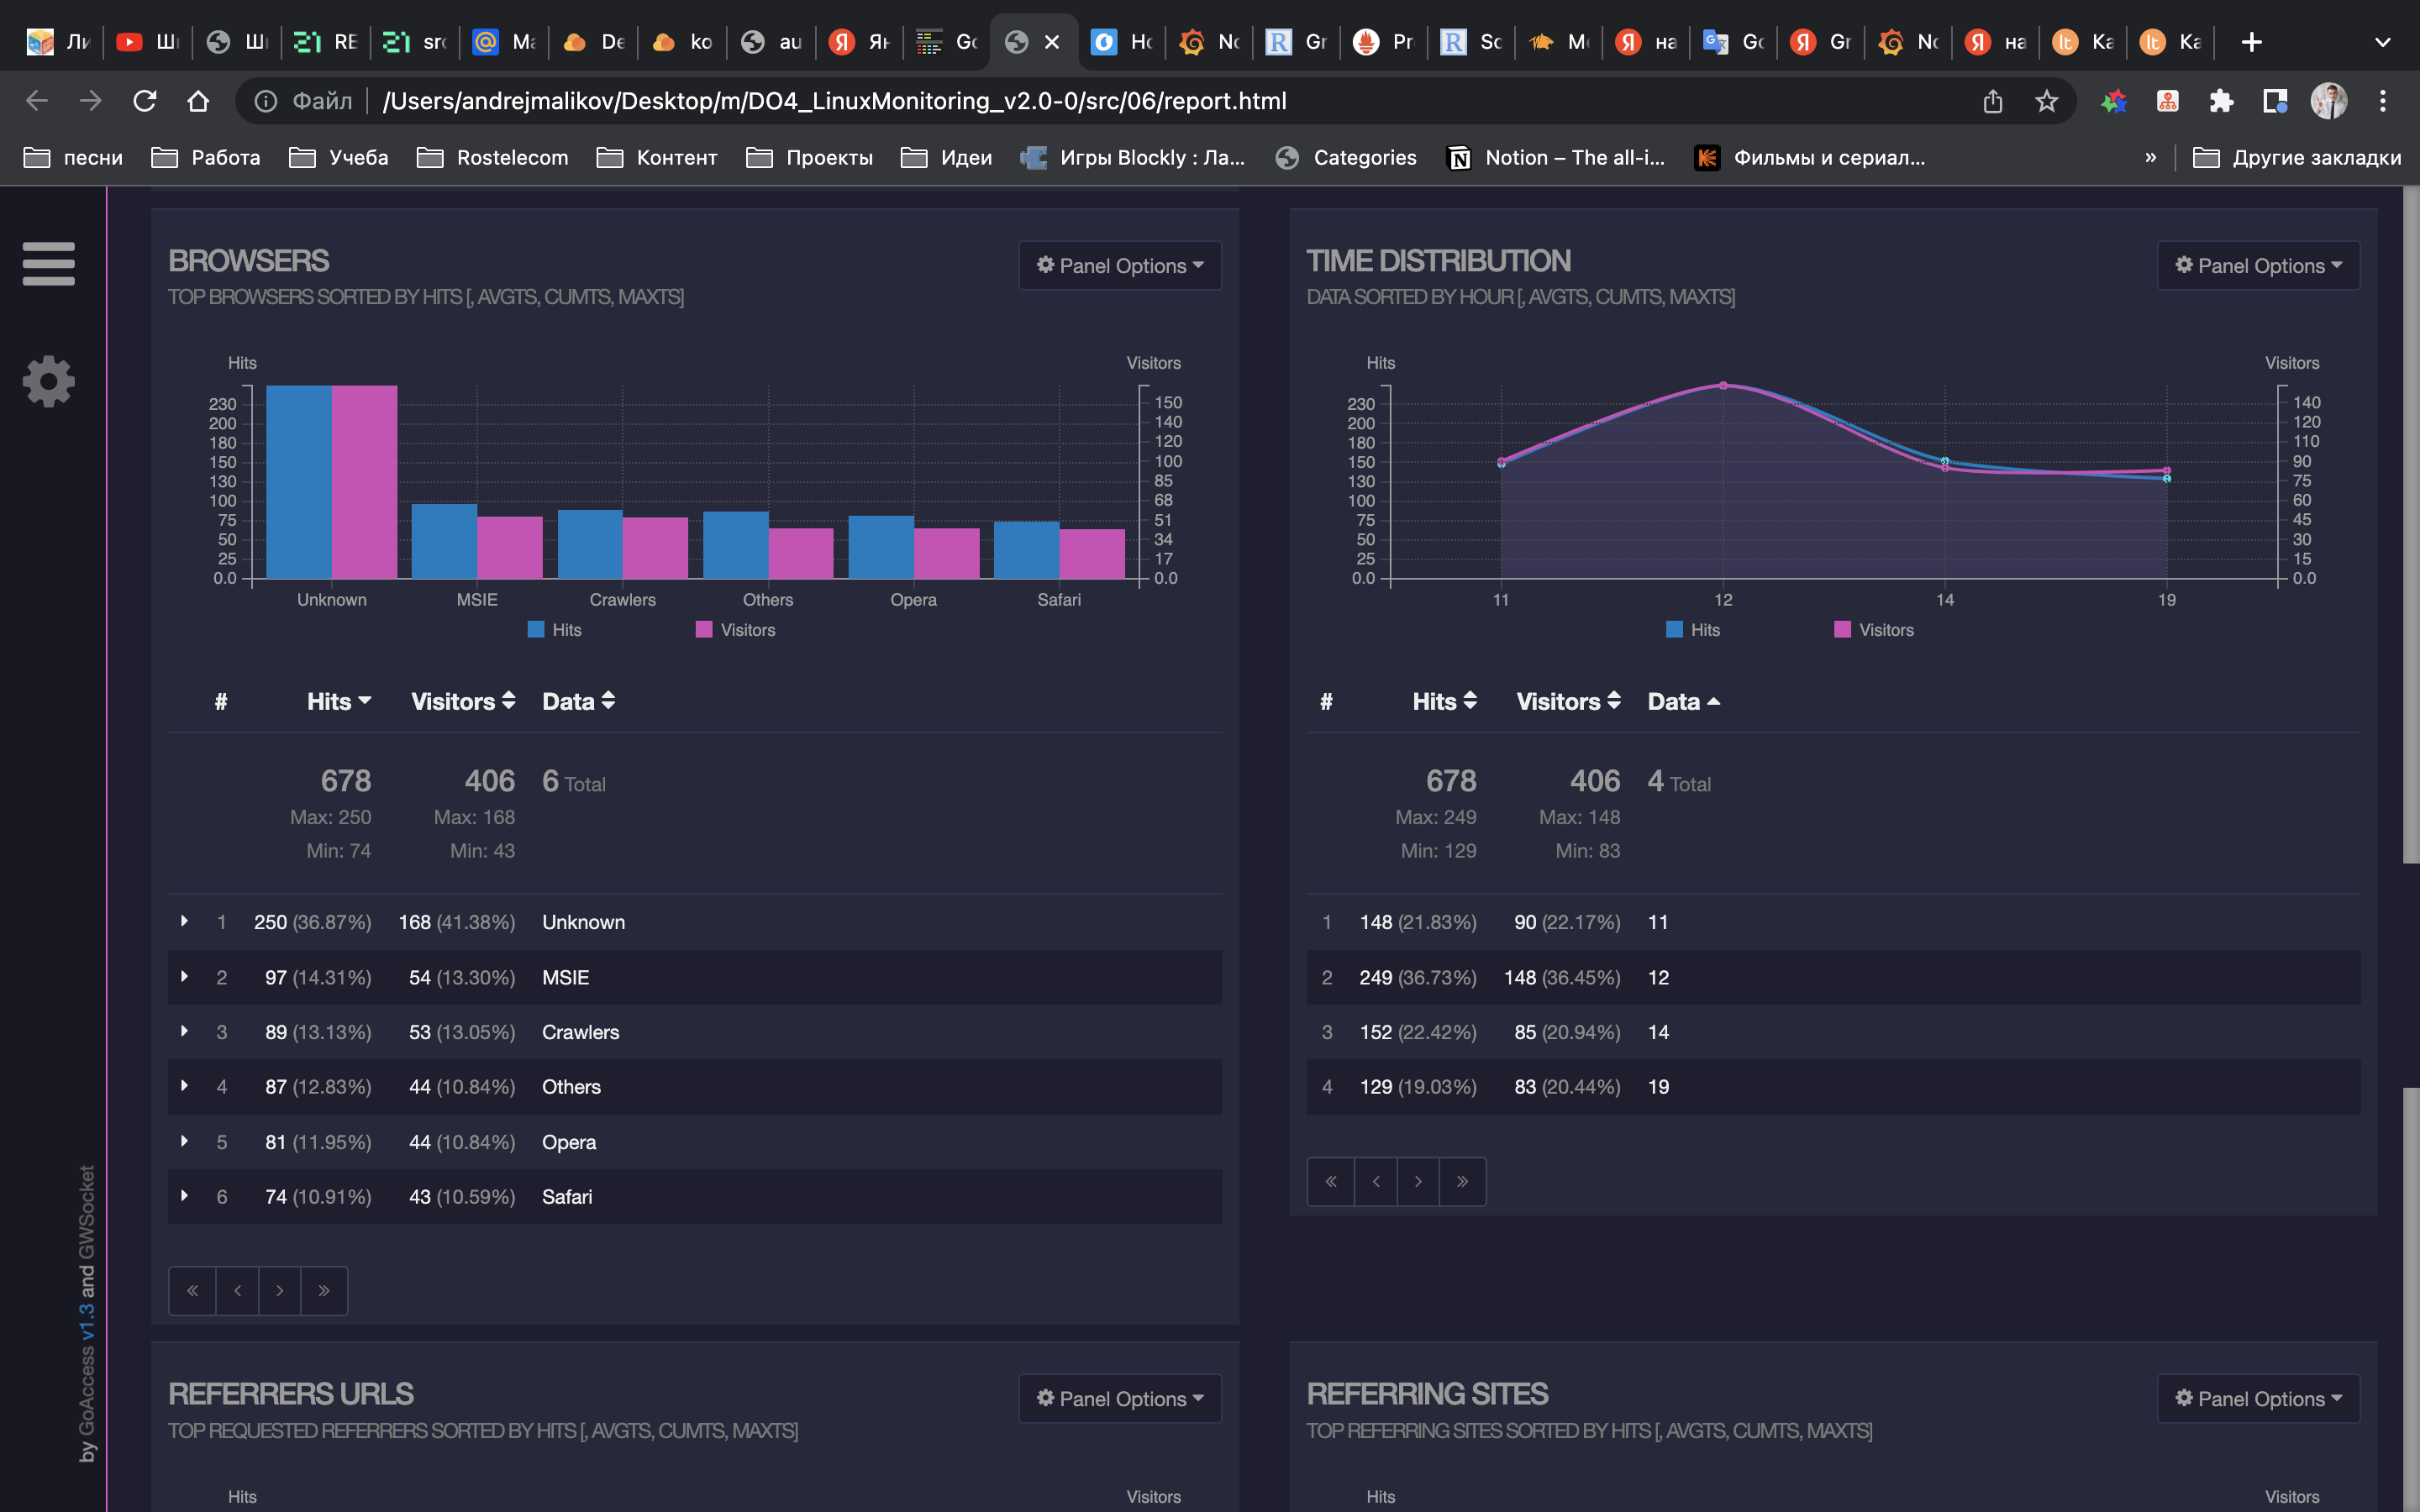 Ли Ш Ш RE src Ма De ko au Ян Go Но No Gr Pr Sc Mo на Go Gr No на Ка Ка
Файл /Users/andrejmalikov/Desktop/m/DO4_LinuxMonitoring_v2.0-0/src/06/report.html
песни Работа Учеба Rostelecom Контент Проекты Идеи Игры Blockly : Ла... Categories Notion – The all-i... Фильмы и сериал... » Другие закладки
BROWSERS
Panel Options
TOP BROWSERS SORTED BY HITS [, AVGTS, CUMTS, MAXTS]
Hits Visitors
230 150
200 140
180 120
150 100
130 85
100 68
75 51
50 34
25 17
0.0 0.0
Unknown MSIE Crawlers Others Opera Safari
Hits Visitors
# Hits Visitors Data
678 406 6 Total
Max: 250 Max: 168
Min: 74 Min: 43
1 250 (36.87%) 168 (41.38%) Unknown
2 97 (14.31%) 54 (13.30%) MSIE
3 89 (13.13%) 53 (13.05%) Crawlers
4 87 (12.83%) 44 (10.84%) Others
5 81 (11.95%) 44 (10.84%) Opera
6 74 (10.91%) 43 (10.59%) Safari
« ‹ › »
TIME DISTRIBUTION
Panel Options
DATA SORTED BY HOUR [, AVGTS, CUMTS, MAXTS]
Hits Visitors
230 140
200 120
180 110
150 90
130 75
100 60
75 45
50 30
25 15
0.0 0.0
11 12 14 19
Hits Visitors
# Hits Visitors Data
678 406 4 Total
Max: 249 Max: 148
Min: 129 Min: 83
1 148 (21.83%) 90 (22.17%) 11
2 249 (36.73%) 148 (36.45%) 12
3 152 (22.42%) 85 (20.94%) 14
4 129 (19.03%) 83 (20.44%) 19
« ‹ › »
REFERRERS URLS
Panel Options
TOP REQUESTED REFERRERS SORTED BY HITS [, AVGTS, CUMTS, MAXTS]
Hits Visitors
REFERRING SITES
Panel Options
TOP REFERRING SITES SORTED BY HITS [, AVGTS, CUMTS, MAXTS]
Hits Visitors
by GoAccess v1.3 and GWSocket